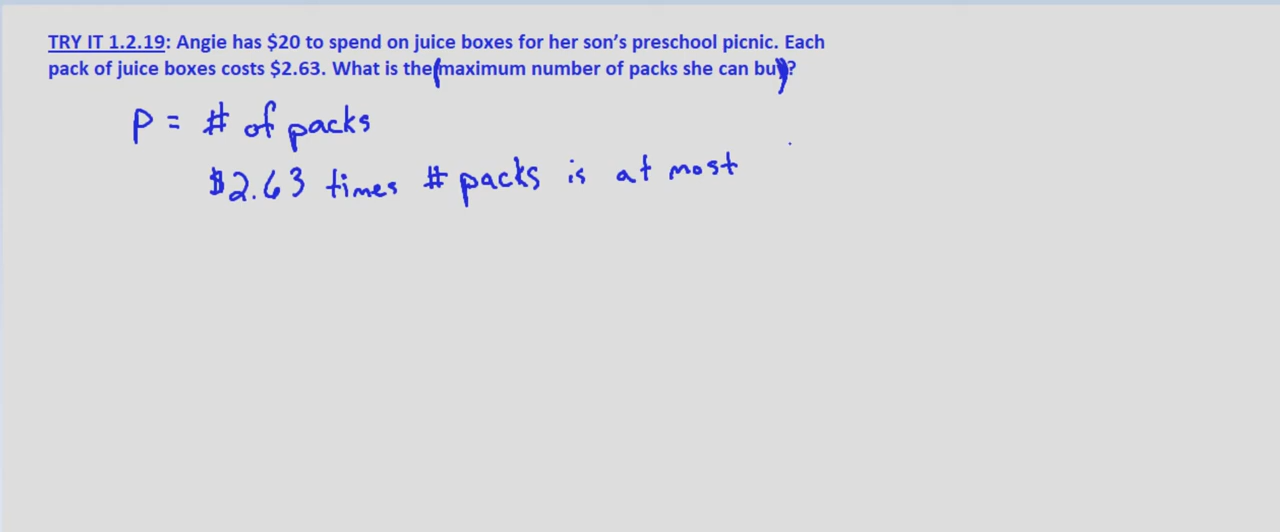 TRY IT 1.2.19: Angie has $20 to spend on juice boxes for her son's preschool picnic. Each
pack of juice boxes costs $2.63. What is the (maximum number of packs she can buy)?
P = # of packs
$2.63 times # packs is at most